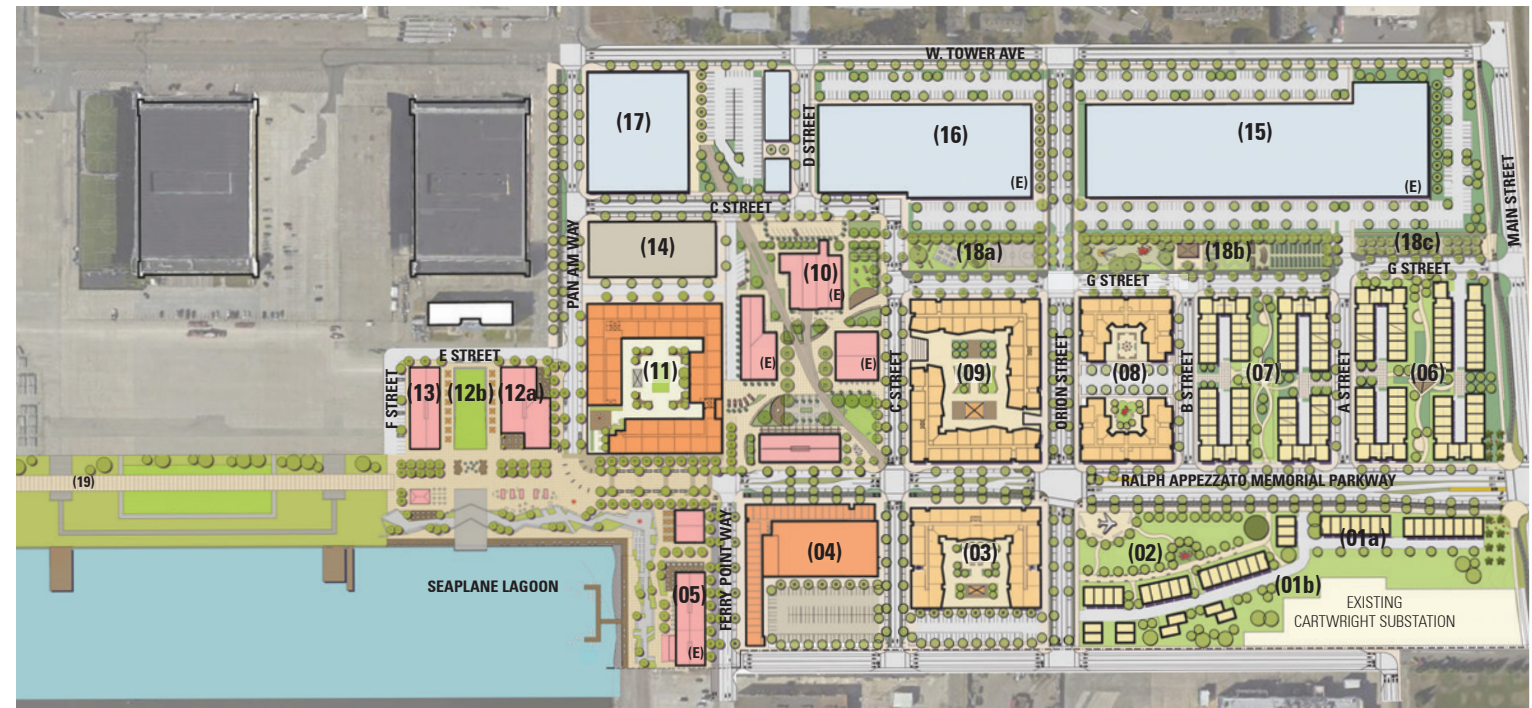 W. TOWER AVE
(17)
D STREET
(16)
(E)
(15)
(E)
MAIN STREET
C STREET
PAN AM WAY
(14)
(10)
(E)
(18a)
(18b)
(18c)
G STREET
G STREET
E STREET
F STREET
(13)
(12b)
(12a)
(11)
(E)
(E)
C STREET
(09)
ORION STREET
(08)
B STREET
(07)
A STREET
(06)
(19)
RALPH APPEZZATO MEMORIAL PARKWAY
SEAPLANE LAGOON
(05)
(E)
FERRY POINT WAY
(04)
(03)
(02)
(01a)
(01b)
EXISTING
CARTWRIGHT SUBSTATION